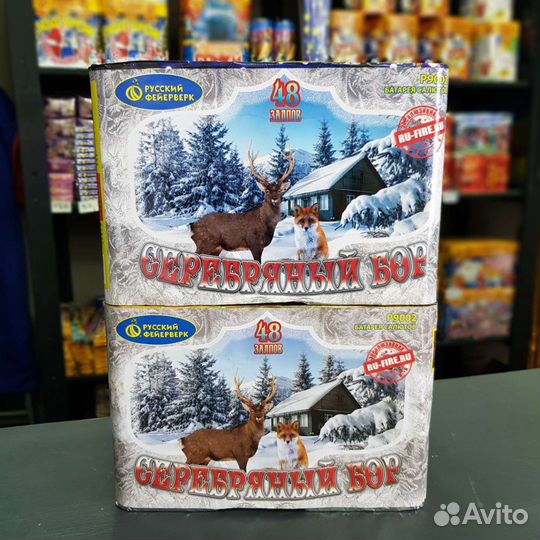 РУССКИЙ
ФЕЙЕРВЕРК
48
ЗАЛПОВ
Р9002
БАТАРЕЯ САЛЮТОВ
RU-FIRE.RU
СЕРЕБРЯНЫЙ БОР
РУССКИЙ
ФЕЙЕРВЕРК
48
ЗАЛПОВ
Р9002
БАТАРЕЯ САЛЮТОВ
RU-FIRE.RU
СЕРЕБРЯНЫЙ БОР
Avito